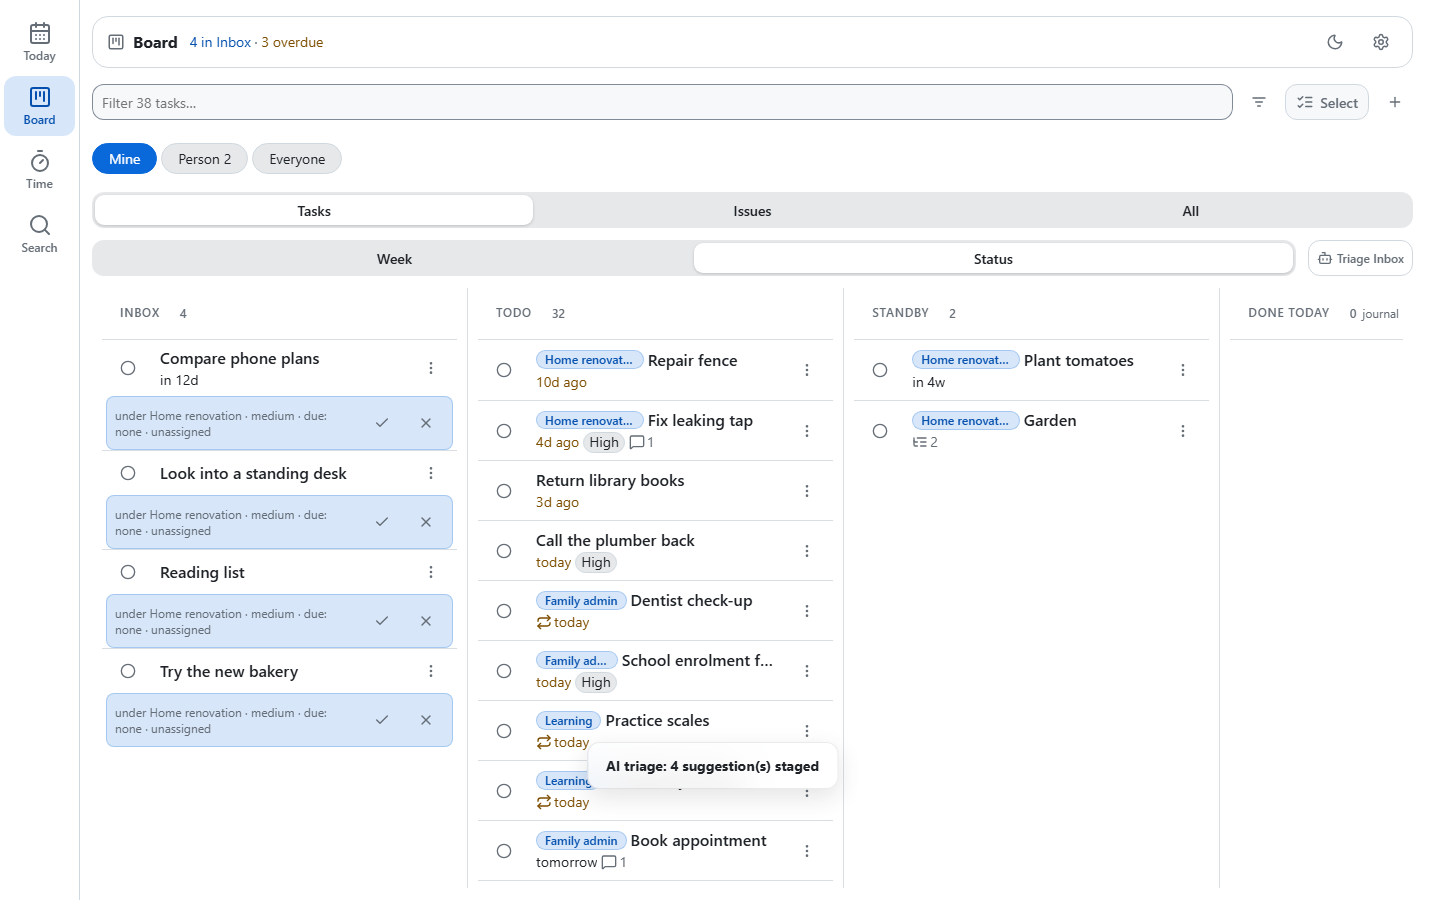 Today
Board
Time
Search
Board 4 in Inbox · 3 overdue
Filter 38 tasks...
Select
Mine
Person 2
Everyone
Tasks
Issues
All
Week
Status
Triage Inbox
INBOX 4
Compare phone plans
in 12d
under Home renovation · medium · due:
none · unassigned
Look into a standing desk
under Home renovation · medium · due:
none · unassigned
Reading list
under Home renovation · medium · due:
none · unassigned
Try the new bakery
under Home renovation · medium · due:
none · unassigned
TODO 32
Home renovat... Repair fence
10d ago
Home renovat... Fix leaking tap
4d ago High 1
Return library books
3d ago
Call the plumber back
today High
Family admin Dentist check-up
today
Family ad... School enrolment f...
today High
Learning Practice scales
today
AI triage: 4 suggestion(s) staged
Learning
today
Family admin Book appointment
tomorrow 1
STANDBY 2
Home renovat... Plant tomatoes
in 4w
Home renovat... Garden
2
DONE TODAY 0 journal